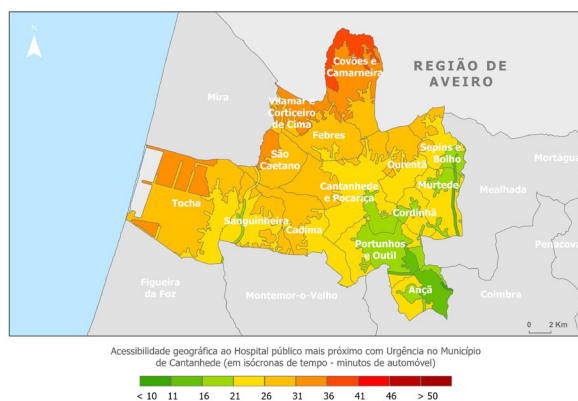 N
REGIÃO DE
AVEIRO
Covões e
Camarneira
Mira
Vilamar e
Corticeiro
de Cima
Febres
Sepins e
Bolho
Mortágua
São
Caetano
Ourentã
Cantanhede
e Pocariça
Murtede
Mealhada
Tocha
Sanguinheira
Cadima
Cordinhã
Portunhos
e Outil
Penacova
Figueira
da Foz
Montemor-o-Velho
Ançã
Coimbra
0 2 Km
Acessibilidade geográfica ao Hospital público mais próximo com Urgência no Município
de Cantanhede (em isócronas de tempo - minutos de automóvel)
< 10 11 16 21 26 31 36 41 46 > 50